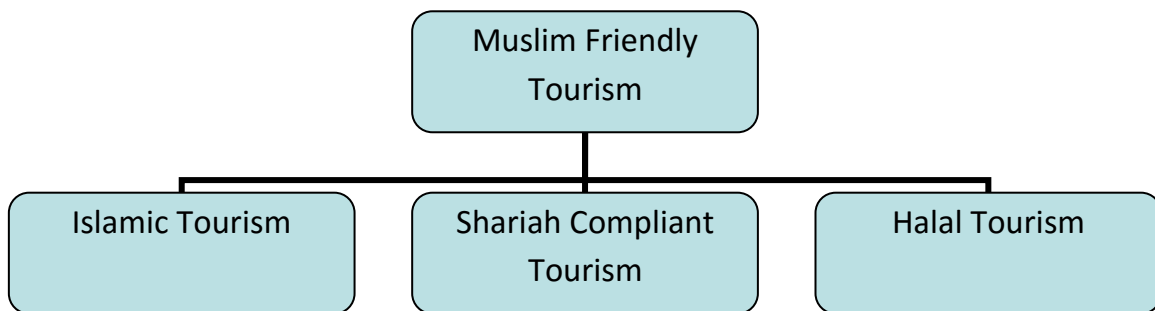 Muslim Friendly
Tourism
Islamic Tourism
Shariah Compliant
Tourism
Halal Tourism